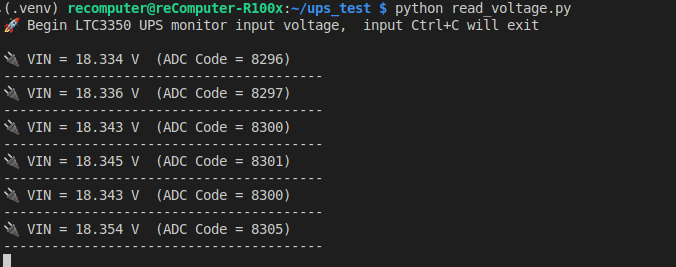 (.venv) recomputer@reComputer-R100x:~/ups_test $ python read_voltage.py
🚀 Begin LTC3350 UPS monitor input voltage,  input Ctrl+C will exit
🔌 VIN = 18.334 V  (ADC Code = 8296)
----------------------------------------
🔌 VIN = 18.336 V  (ADC Code = 8297)
----------------------------------------
🔌 VIN = 18.343 V  (ADC Code = 8300)
----------------------------------------
🔌 VIN = 18.345 V  (ADC Code = 8301)
----------------------------------------
🔌 VIN = 18.343 V  (ADC Code = 8300)
----------------------------------------
🔌 VIN = 18.354 V  (ADC Code = 8305)
----------------------------------------